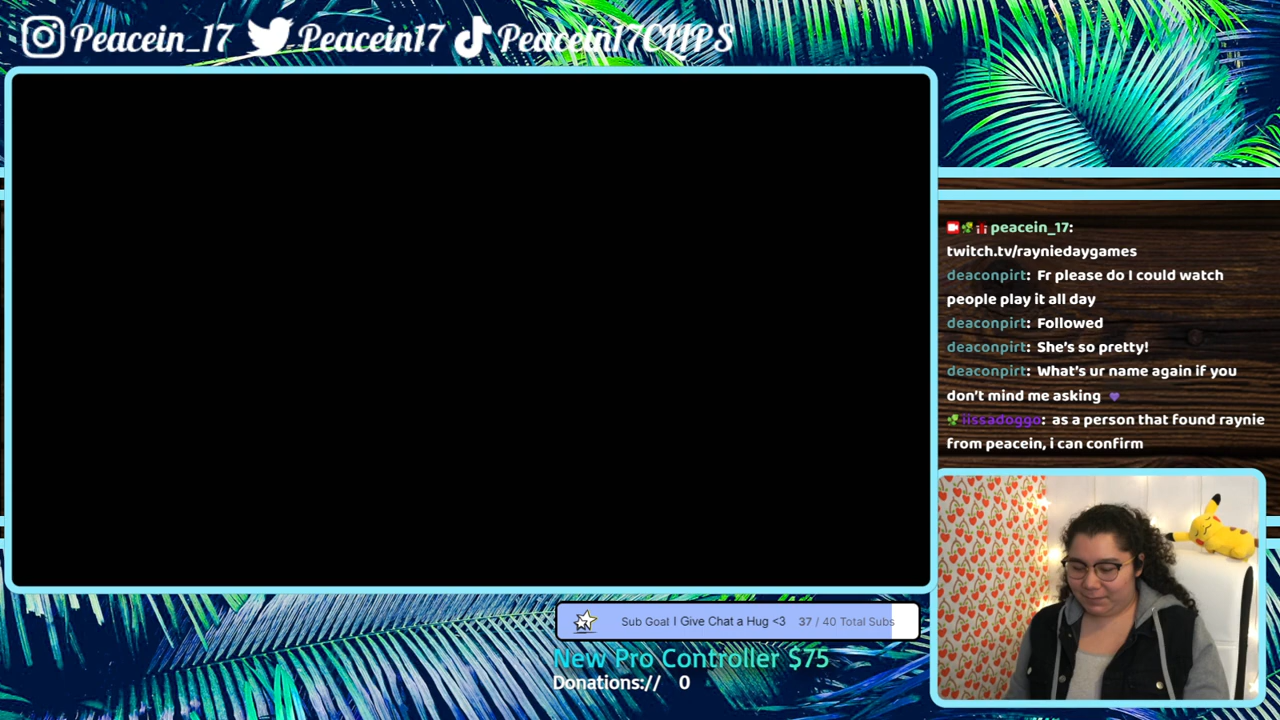 Peacein_17 Peacein17 Peacein17ClIPS
peacein_17:
twitch.tv/rayniedaygames
deaconpirt: Fr please do I could watch
people play it all day
deaconpirt: Followed
deaconpirt: She's so pretty!
deaconpirt: What's ur name again if you
don't mind me asking
iissadoggo: as a person that found raynie
from peacein, i can confirm
Sub Goal I Give Chat a Hug <3 37 / 40 Total Subs
New Pro Controller $75
Donations:// 0